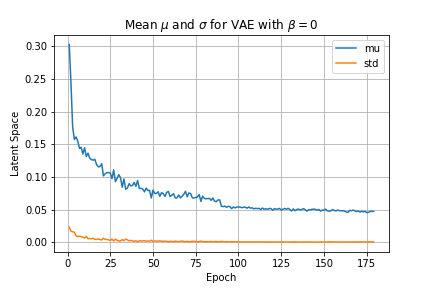 Mean μ and σ for VAE with β = 0
mu
std
Latent Space
0.30
0.25
0.20
0.15
0.10
0.05
0.00
0 25 50 75 100 125 150 175
Epoch